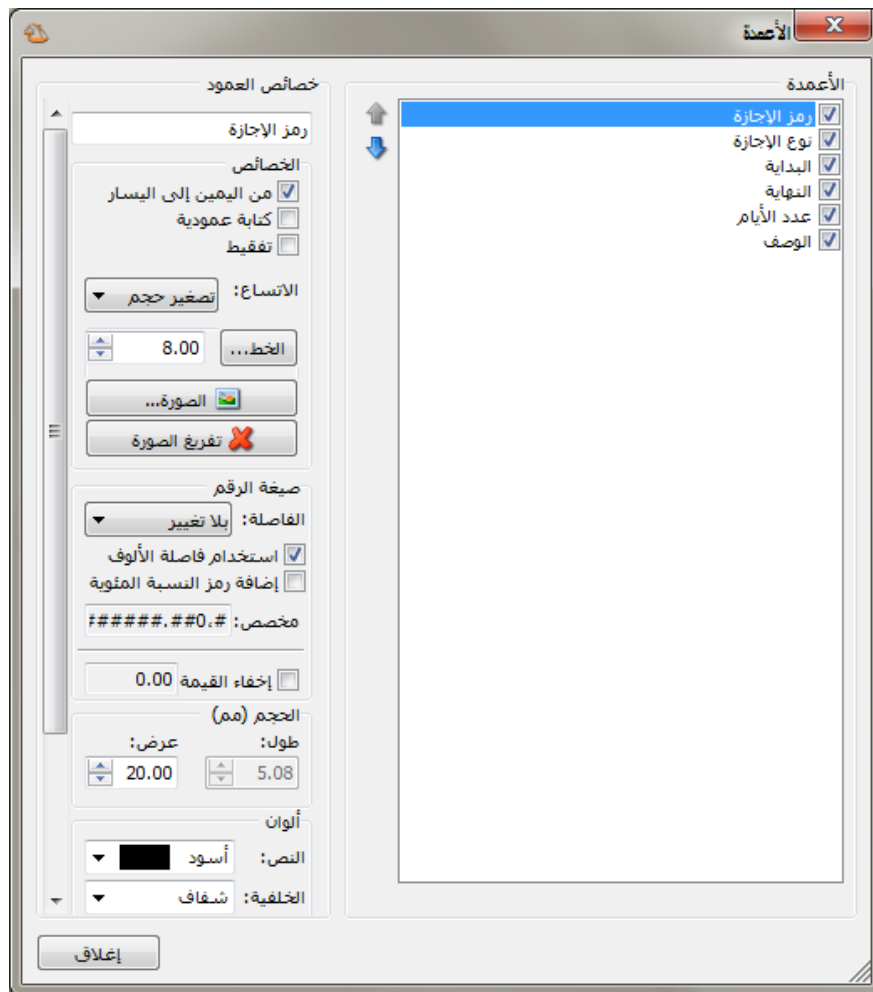 الأعمدة
الأعمدة
رمز الإجازة
نوع الإجازة
البداية
النهاية
عدد الأيام
الوصف
خصائص العمود
رمز الإجازة
الخصائص
من اليمين إلى اليسار
كتابة عمودية
تفقيط
الاتساع: تصغير حجم
الخط... 8.00
الصورة...
تفريغ الصورة
صيغة الرقم
الفاصلة: بلا تغيير
استخدام فاصلة الألوف
إضافة رمز النسبة المئوية
مخصص: #،0##.######
إخفاء القيمة 0.00
الحجم (مم)
طول: عرض:
5.08 20.00
ألوان
النص: أسود
الخلفية: شفاف
إغلاق